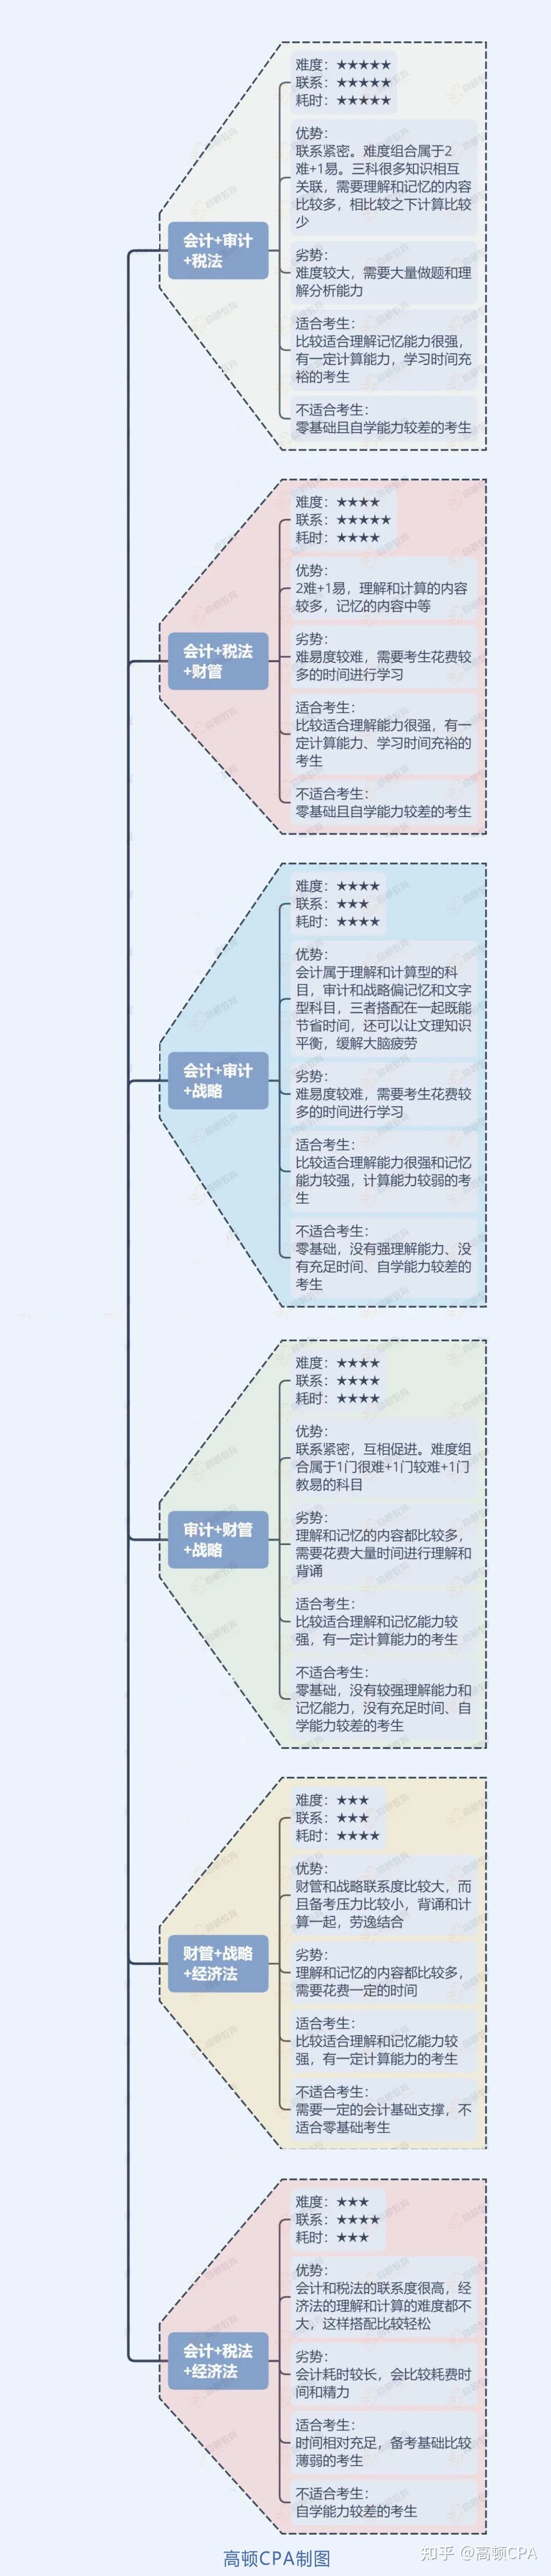 会计+审计
+税法
难度：★★★★★
联系：★★★★★
耗时：★★★★★
优势：
联系紧密。难度组合属于2
难+1易。三科很多知识相互
关联，需要理解和记忆的内容
比较多，相比较之下计算比较
少
劣势：
难度较大，需要大量做题和理
解分析能力
适合考生：
比较适合理解记忆能力很强，
有一定计算能力，学习时间充
裕的考生
不适合考生：
零基础且自学能力较差的考生
会计+税法
+财管
难度：★★★★
联系：★★★★★
耗时：★★★★
优势：
2难+1易，理解和计算的内容
较多，记忆的内容中等
劣势：
难易度较难，需要考生花费较
多的时间进行学习
适合考生：
比较适合理解能力很强，有一
定计算能力、学习时间充裕的
考生
不适合考生：
零基础且自学能力较差的考生
会计+审计
+战略
难度：★★★★
联系：★★★
耗时：★★★★
优势：
会计属于理解和计算型的科
目，审计和战略偏记忆和文字
型科目，三者搭配在一起既能
节省时间，还可以让文理知识
平衡，缓解大脑疲劳
劣势：
难易度较难，需要考生花费较
多的时间进行学习
适合考生：
比较适合理解能力很强和记忆
能力较强，计算能力较弱的考
生
不适合考生：
零基础，没有强理解能力、没
有充足时间、自学能力较差的
考生
审计+财管
+战略
难度：★★★★
联系：★★★★
耗时：★★★★
优势：
联系紧密，互相促进。难度组
合属于1门很难+1门较难+1门
教易的科目
劣势：
理解和记忆的内容都比较多，
需要花费大量时间进行理解和
背诵
适合考生：
比较适合理解和记忆能力较
强，有一定计算能力的考生
不适合考生：
零基础，没有较强理解能力和
记忆能力，没有充足时间、自
学能力较差的考生
财管+战略
+经济法
难度：★★★
联系：★★★
耗时：★★★★
优势：
财管和战略联系度比较大，而
且备考压力比较小，背诵和计
算一起，劳逸结合
劣势：
理解和记忆的内容都比较多，
需要花费一定的时间
适合考生：
比较适合理解和记忆能力较
强，有一定计算能力的考生
不适合考生：
需要一定的会计基础支撑，不
适合零基础考生
会计+税法
+经济法
难度：★★★
联系：★★★★
耗时：★★★
优势：
会计和税法的联系度很高，经
济法的理解和计算的难度都不
大，这样搭配比较轻松
劣势：
会计耗时较长，会比较耗费时
间和精力
适合考生：
时间相对充足，备考基础比较
薄弱的考生
不适合考生：
自学能力较差的考生
高顿CPA制图
知乎 @高顿CPA